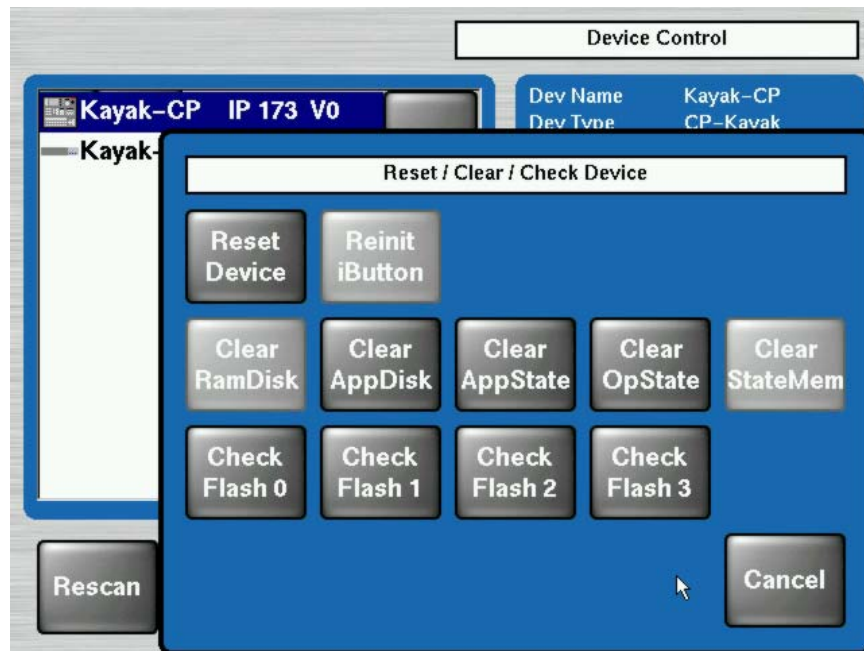 Device Control
Kayak-CP IP 173 V0
Dev Name Kayak-CP
Dev Type CP-Kayak
Kayak-
Reset / Clear / Check Device
Reset
Device
Reinit
iButton
Clear
RamDisk
Clear
AppDisk
Clear
AppState
Clear
OpState
Clear
StateMem
Check
Flash 0
Check
Flash 1
Check
Flash 2
Check
Flash 3
Rescan
Cancel